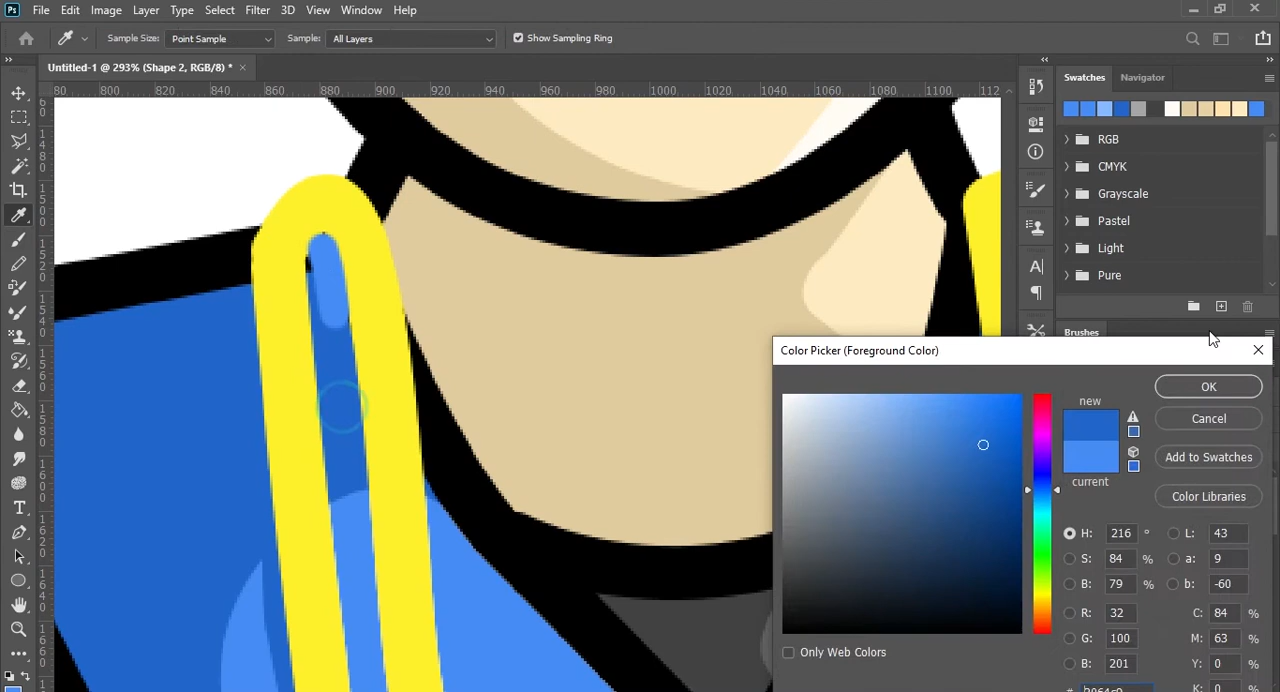 Ps File Edit Image Layer Type Select Filter 3D View Window Help
Sample Size: Point Sample Sample: All Layers Show Sampling Ring
Untitled-1 @ 293% (Shape 2, RGB/8) * × Swatches Navigator
80 800 820 840 860 880 900 920 940 960 980 1000 1020 1040 1060 1080 1100 112
RGB
CMYK
Grayscale
Pastel
Light
Pure
Brushes
Color Picker (Foreground Color)
new OK
Cancel
Add to Swatches
current
Color Libraries
H: 216 ° L: 43
S: 84 % a: 9
B: 79 % b: -60
R: 32 C: 84 %
G: 100 M: 63 %
Only Web Colors
B: 201 Y: 0 %
# K: 0 %